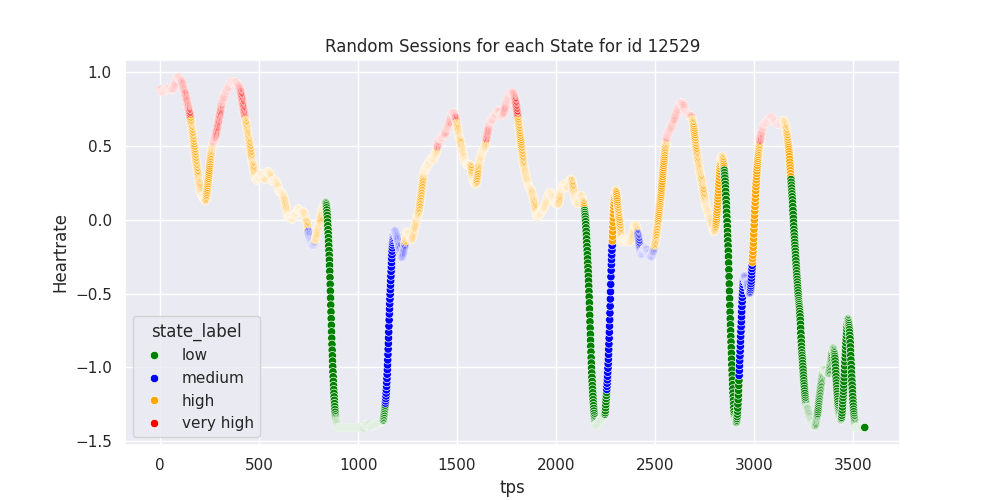 Random Sessions for each State for id 12529
1.0
0.5
0.0
−0.5
−1.0
−1.5
Heartrate
state_label
low
medium
high
very high
0 500 1000 1500 2000 2500 3000 3500
tps